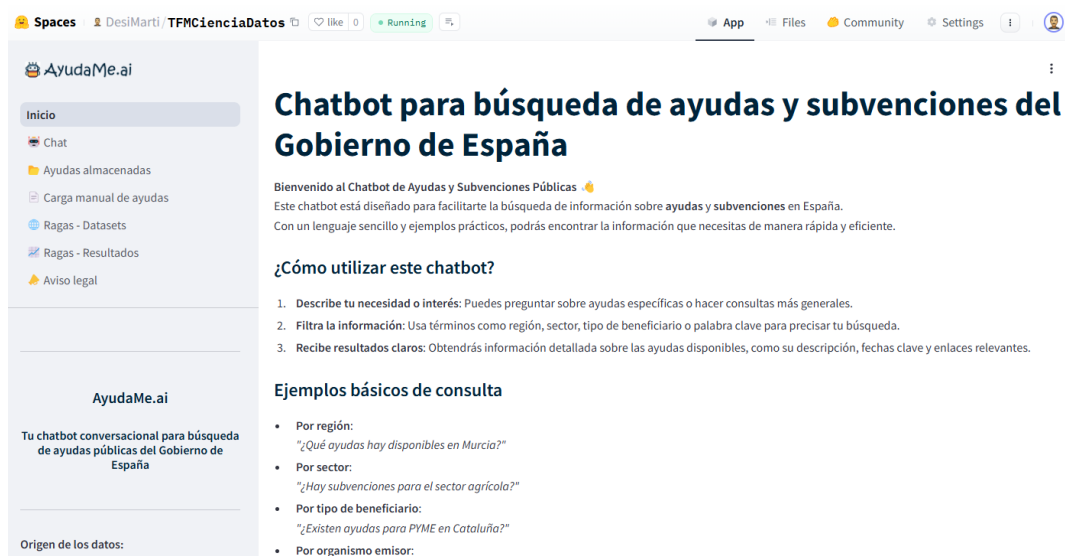 Spaces
DesiMarti/TFMCienciaDatos
like 0
Running
App
Files
Community
Settings
AyudaMe.ai
Inicio
Chat
Ayudas almacenadas
Carga manual de ayudas
Ragas - Datasets
Ragas - Resultados
Aviso legal
AyudaMe.ai
Tu chatbot conversacional para búsqueda
de ayudas públicas del Gobierno de
España
Origen de los datos:
Chatbot para búsqueda de ayudas y subvenciones del
Gobierno de España
Bienvenido al Chatbot de Ayudas y Subvenciones Públicas
Este chatbot está diseñado para facilitarte la búsqueda de información sobre ayudas y subvenciones en España.
Con un lenguaje sencillo y ejemplos prácticos, podrás encontrar la información que necesitas de manera rápida y eficiente.
¿Cómo utilizar este chatbot?
1. Describe tu necesidad o interés: Puedes preguntar sobre ayudas específicas o hacer consultas más generales.
2. Filtra la información: Usa términos como región, sector, tipo de beneficiario o palabra clave para precisar tu búsqueda.
3. Recibe resultados claros: Obtendrás información detallada sobre las ayudas disponibles, como su descripción, fechas clave y enlaces relevantes.
Ejemplos básicos de consulta
• Por región:
"¿Qué ayudas hay disponibles en Murcia?"
• Por sector:
"¿Hay subvenciones para el sector agrícola?"
• Por tipo de beneficiario:
"¿Existen ayudas para PYME en Cataluña?"
• Por organismo emisor: